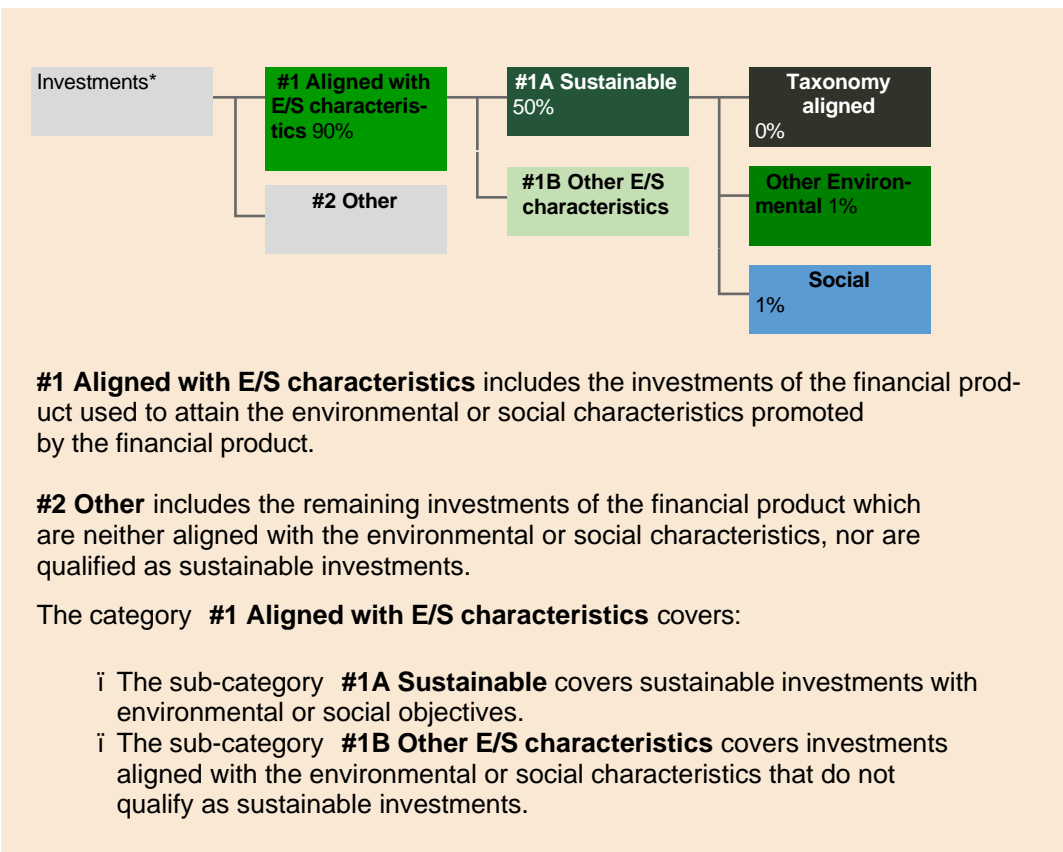 Investments*
#1 Aligned with
E/S characteris-
tics 90%
#2 Other
#1A Sustainable
50%
#1B Other E/S
characteristics
Taxonomy
aligned
0%
Other Environ-
mental 1%
Social
1%
#1 Aligned with E/S characteristics includes the investments of the financial prod-
uct used to attain the environmental or social characteristics promoted
by the financial product.
#2 Other includes the remaining investments of the financial product which
are neither aligned with the environmental or social characteristics, nor are
qualified as sustainable investments.
The category #1 Aligned with E/S characteristics covers:
ï The sub-category #1A Sustainable covers sustainable investments with
environmental or social objectives.
ï The sub-category #1B Other E/S characteristics covers investments
aligned with the environmental or social characteristics that do not
qualify as sustainable investments.